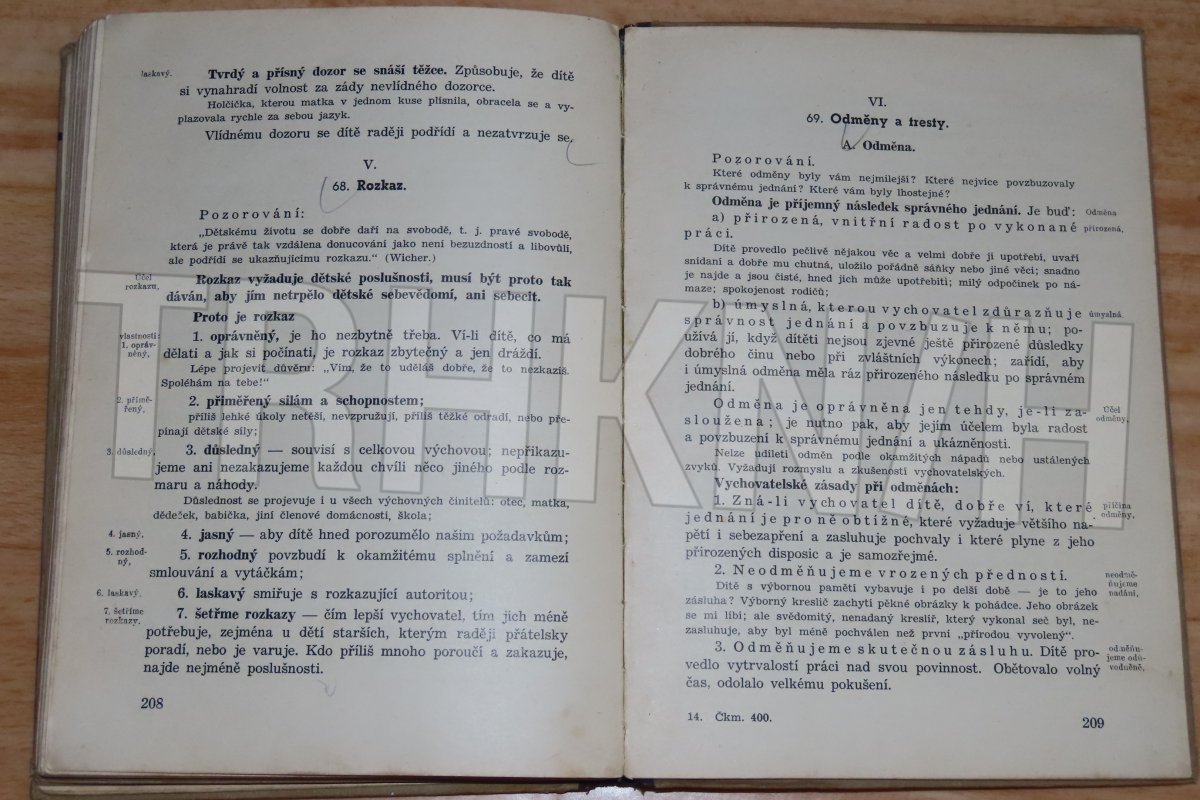 laskavý.
Tvrdý a přísný dozor se snáší těžce. Způsobuje, že dítě
si vynahradí volnost za zády nevlídného dozorce.
Holčička, kterou matka v jednom kuse plísnila, obracela se a vy-
plazovala rychle za sebou jazyk.
Vlídnému dozoru se dítě raději podřídí a nezatvrzuje se.
V.
68. Rozkaz.
Pozorování:
„Dětskému životu se dobře daří na svobodě, t. j. pravé svobodě,
která je právě tak vzdálena donucování jako není bezuzdností a libovůlí,
ale podřídí se ukazňujícímu rozkazu.“ (Wicher.)
Účel
rozkazu,
Rozkaz vyžaduje dětské poslušnosti, musí být proto tak
dáván, aby jím netrpělo dětské sebevědomí, ani sebecit.
Proto je rozkaz
vlastnosti:
1. opráv-
něný,
1. oprávněný, je ho nezbytně třeba. Ví-li dítě, co má
dělati a jak si počínati, je rozkaz zbytečný a jen dráždí.
Lépe projevit důvěru: „Vím, že to uděláš dobře, že to nezkazíš.
Spoléhám na tebe!“
2. přimě-
řený,
2. přiměřený silám a schopnostem;
příliš lehké úkoly netěší, nevzpružují, příliš těžké odradí, nebo pře-
pínají dětské síly;
3. důsledný,
3. důsledný — souvisí s celkovou výchovou; nepřikazu-
jeme ani nezakazujeme každou chvíli něco jiného podle roz-
maru a náhody.
Důslednost se projevuje i u všech výchovných činitelů: otec, matka,
dědeček, babička, jiní členové domácnosti, škola;
4. jasný,
4. jasný — aby dítě hned porozumělo našim požadavkům;
5. rozhod-
ný,
5. rozhodný povzbudí k okamžitému splnění a zamezí
smlouvání a vytáčkám;
6. laskavý.
6. laskavý smiřuje s rozkazující autoritou;
7. šetříme
rozkazy.
7. šetřme rozkazy — čím lepší vychovatel, tím jich méně
potřebuje, zejména u dětí starších, kterým raději přátelsky
poradí, nebo je varuje. Kdo příliš mnoho poroučí a zakazuje,
najde nejméně poslušnosti.
208
VI.
69. Odměny a tresty.
A. Odměna.
Pozorování.
Které odměny byly vám nejmilejší? Které nejvíce povzbuzovaly
k správnému jednání? Které vám byly lhostejné?
Odměna je příjemný následek správného jednání. Je buď:
Odměna
a) přirozená, vnitřní radost po vykonané
práci.
přirozená,
Dítě provedlo pečlivě nějakou věc a velmi dobře ji upotřebí, uvaří
snídani a dobře mu chutná, uložilo pořádně sáňky nebo jiné věci; snadno
je najde a jsou čisté, hned jich může upotřebiti; milý odpočinek po ná-
maze; spokojenost rodičů;
b) úmyslná, kterou vychovatel zdůrazňuje
úmyslná.
správnost jednání a povzbuzuje k němu; po-
užívá jí, když dítěti nejsou zjevné ještě přirozené důsledky
dobrého činu nebo při zvláštních výkonech; zařídí, aby
i úmyslná odměna měla ráz přirozeného následku po správném
jednání.
Odměna je oprávněna jen tehdy, je-li za-
sloužena; je nutno pak, aby jejím účelem byla radost
a povzbuzení k správnému jednání a ukázněnosti.
Účel
odměny,
Nelze udíleti odměn podle okamžitých nápadů nebo ustálených
zvyků. Vyžadují rozmyslu a zkušeností vychovatelských.
Vychovatelské zásady při odměnách:
1. Zná-li vychovatel dítě, dobře ví, které
jednání je pro ně obtížné, které vyžaduje většího na-
pětí i sebezapření a zasluhuje pochvaly i které plyne z jeho
přirozených disposic a je samozřejmé.
příčina
odměny,
2. Neodměňujeme vrozených předností.
neodmě-
ňujeme
nadání,
Dítě s výbornou pamětí vybavuje i po delší době — je to jeho
zásluha? Výborný kreslič zachytí pěkné obrázky k pohádce. Jeho obrázek
se mi líbí; ale svědomitý, nenadaný kreslíř, který vykonal seč byl, ne-
zasluhuje, aby byl méně pochválen než první „přírodou vyvolený“.
3. Odměňujeme skutečnou zásluhu. Dítě pro-
vedlo vytrvalostí práci nad svou povinnost. Obětovalo volný
čas, odolalo velkému pokušení.
odměňu-
jeme odů-
vodněně,
14. Čkm. 400.
209
TRHKNIH